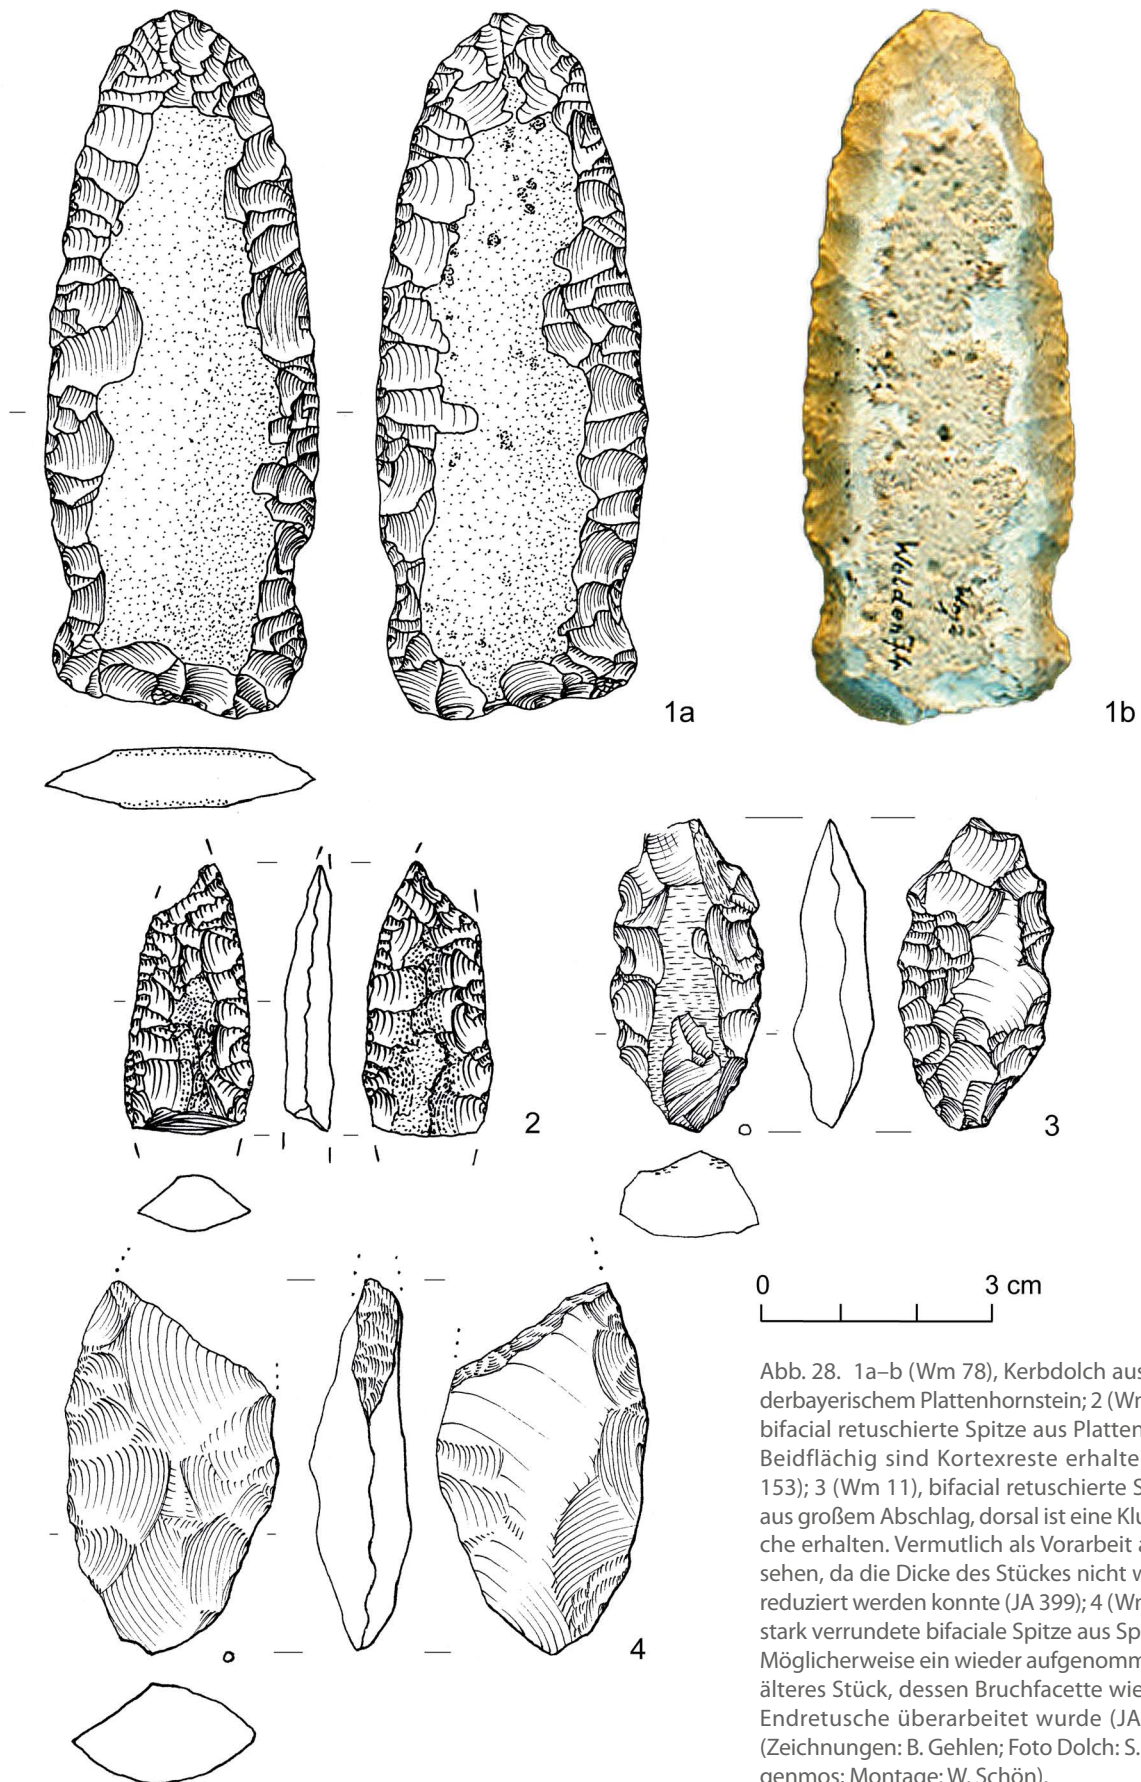 1a
1b
Walden 74
2
3
4
0 3 cm
Abb. 28. 1a–b (Wm 78), Kerbdolch aus
derbayerischem Plattenhornstein; 2 (Wm
bifacial retuschierte Spitze aus Platten
Beidflächig sind Kortexreste erhalte
153); 3 (Wm 11), bifacial retuschierte S
aus großem Abschlag, dorsal ist eine Klu
che erhalten. Vermutlich als Vorarbeit a
sehen, da die Dicke des Stückes nicht w
reduziert werden konnte (JA 399); 4 (Wm
stark verrundete bifaciale Spitze aus Sp
Möglicherweise ein wieder aufgenomm
älteres Stück, dessen Bruchfacette wie
Endretusche überarbeitet wurde (JA
(Zeichnungen: B. Gehlen; Foto Dolch: S.
genmos; Montage: W. Schön).